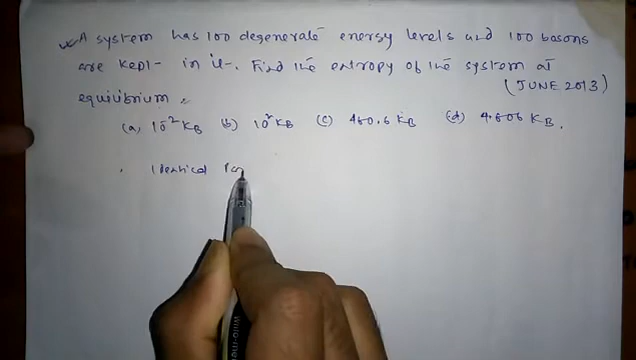 A system has 100 degenerate energy levels and 100 bosons
are kept in it. Find the entropy of the system at
equilibrium. (JUNE 2013)
(a) 10⁻² KB (b) 10² KB (c) 460.6 KB (d) 4.606 KB.
Identical